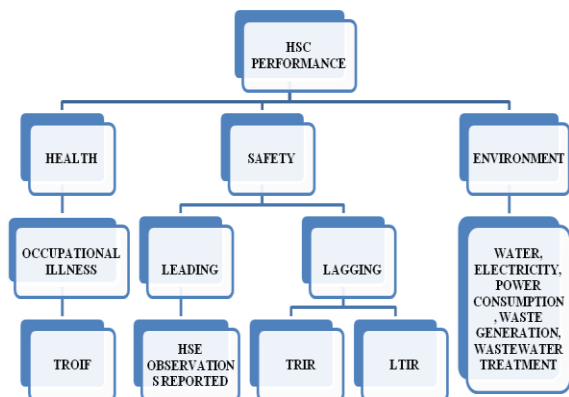 HSC
PERFORMANCE
HEALTH
SAFETY
ENVIRONMENT
OCCUPATIONAL
ILLNESS
LEADING
LAGGING
WATER,
ELECTRICITY,
POWER
CONSUMPTION
, WASTE
GENERATION,
WASTEWATER
TREATMENT
TROIF
HSE
OBSERVATION
S REPORTED
TRIR
LTIR